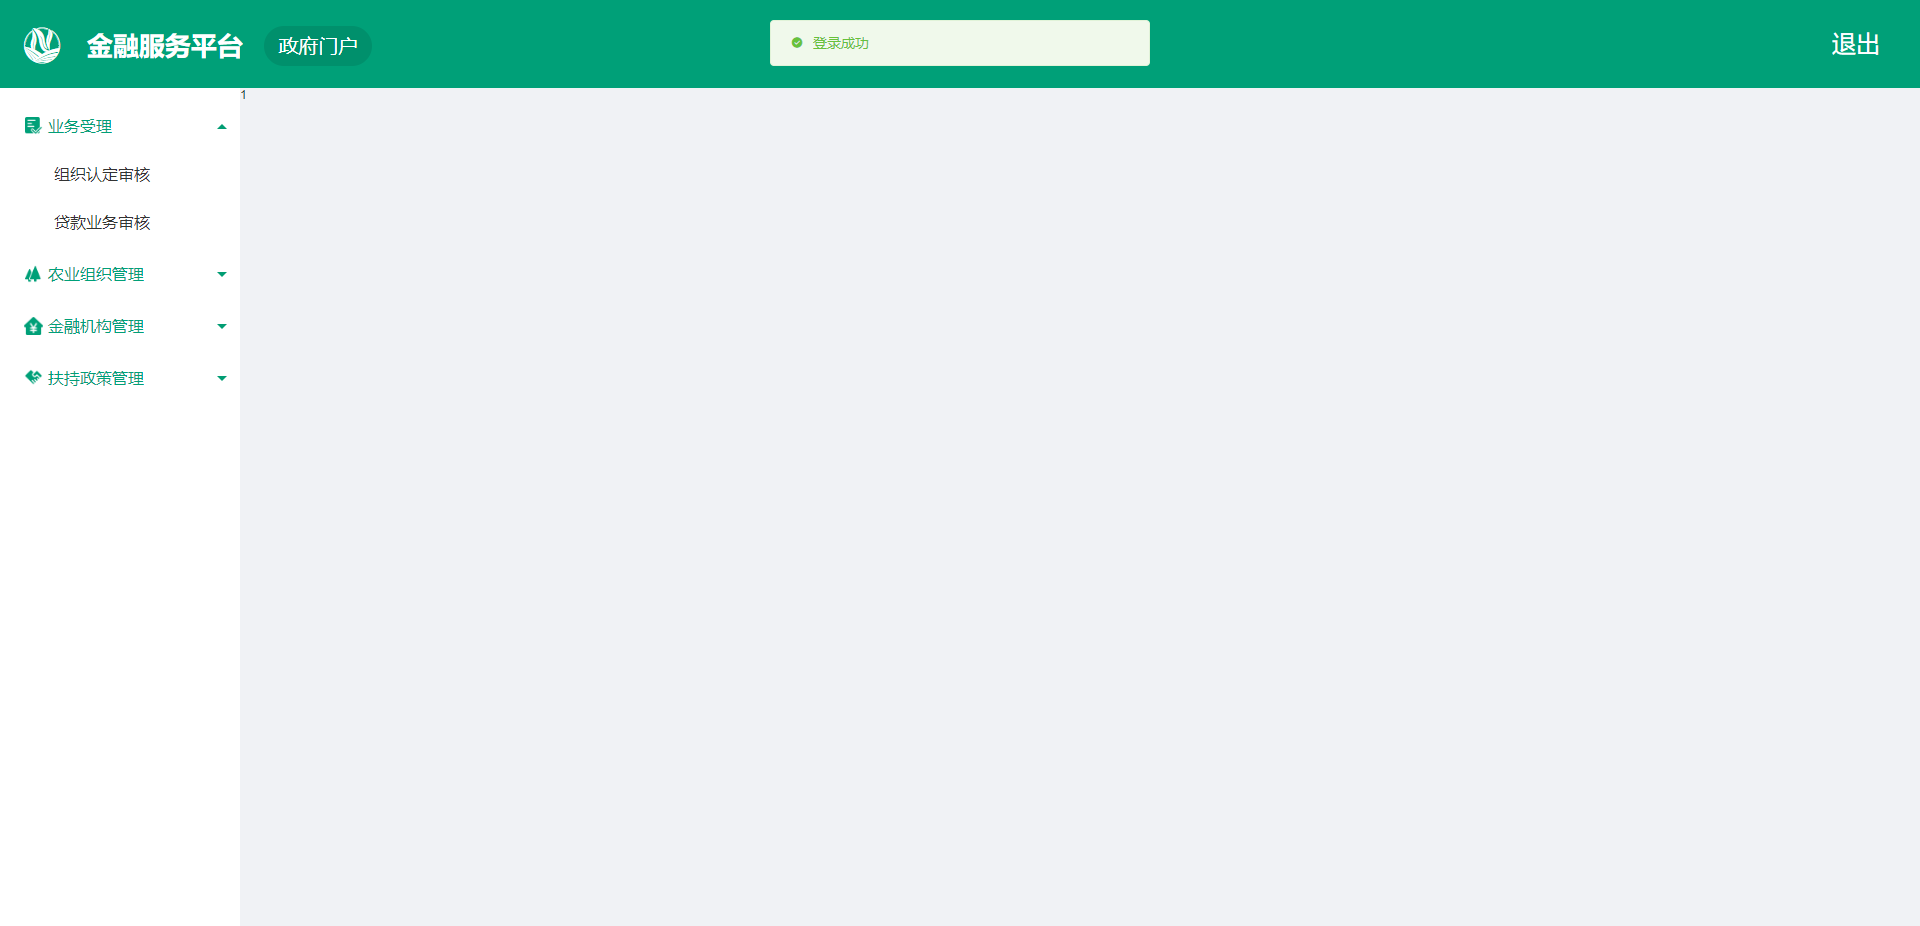 金融服务平台
政府门户
登录成功
退出
1
业务受理
组织认定审核
贷款业务审核
农业组织管理
金融机构管理
扶持政策管理